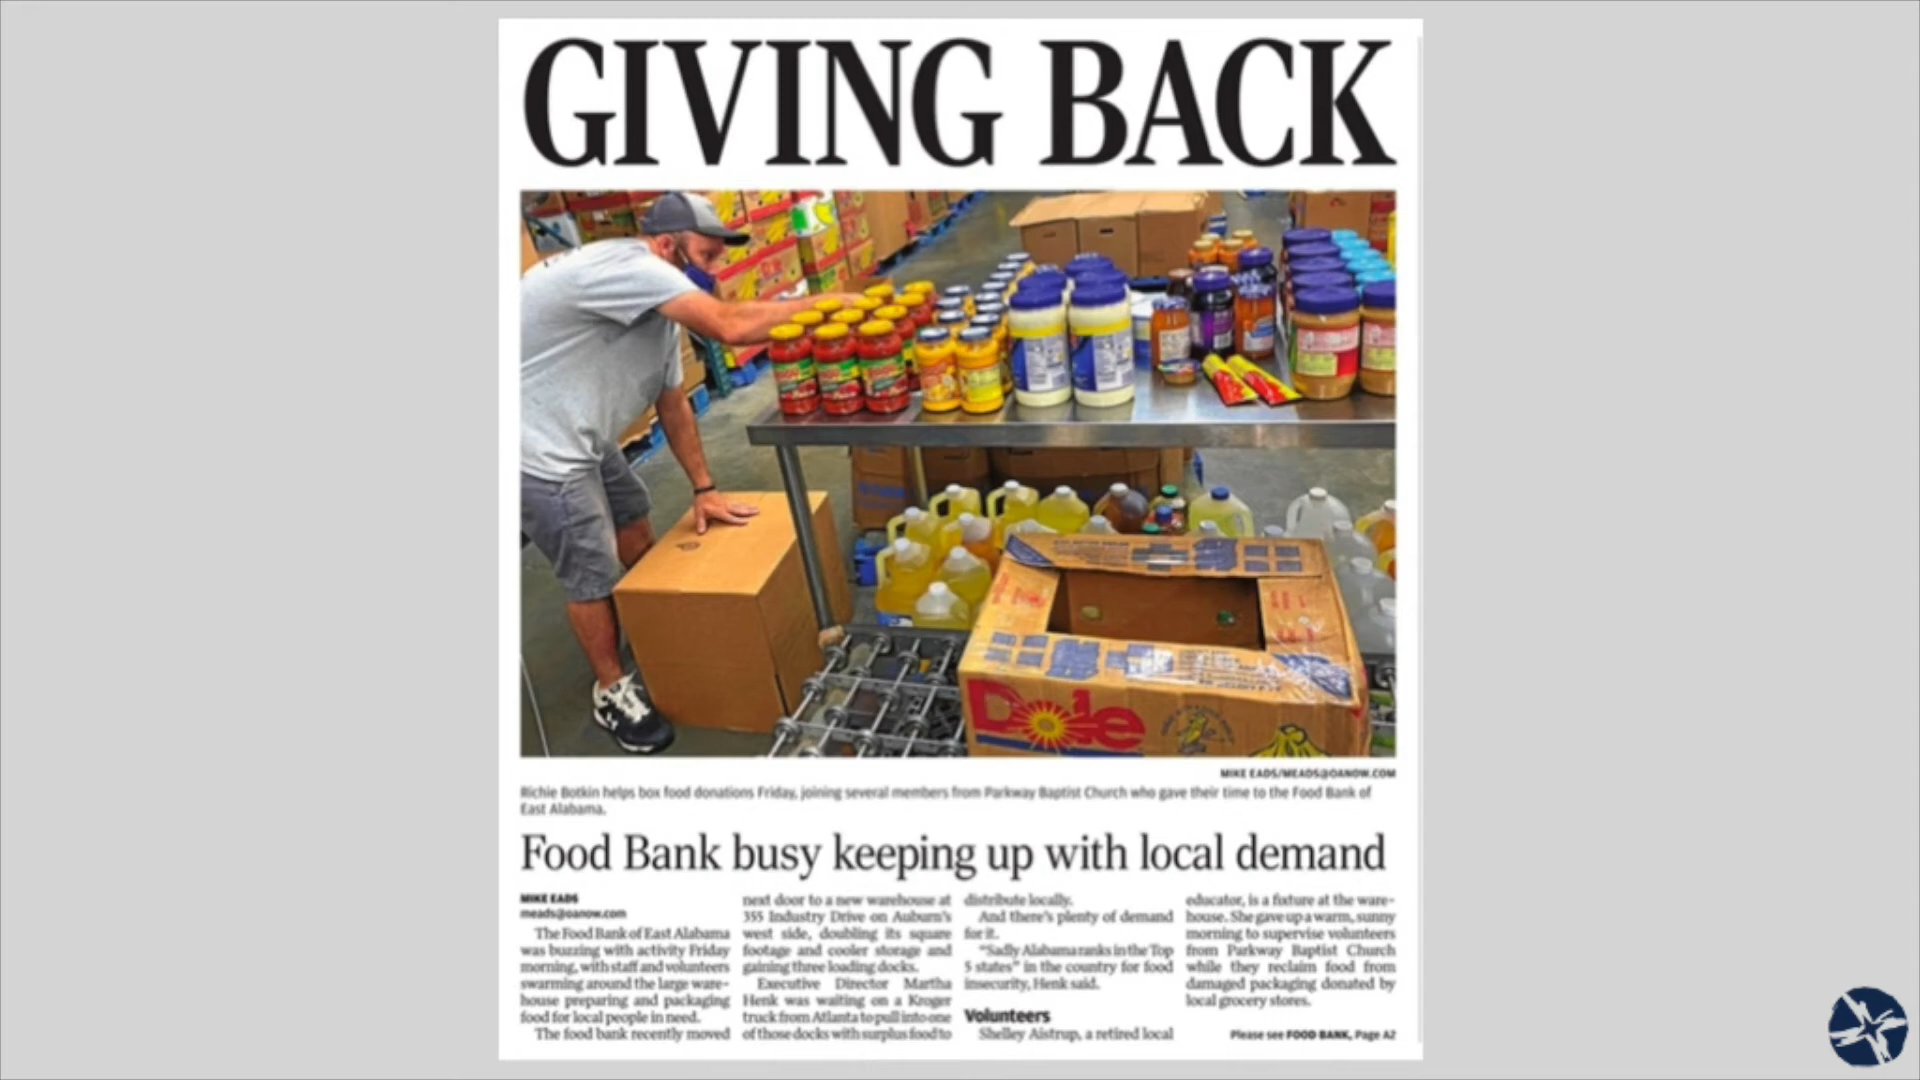 GIVING BACK
Dole
MIKE EADS/MEADS@OANOW.COM
Richie Botkin helps box food donations Friday, joining several members from Parkway Baptist Church who gave their time to the Food Bank of
East Alabama.
Food Bank busy keeping up with local demand
MIKE EADS
meads@oanow.com
The Food Bank of East Alabama
was buzzing with activity Friday
morning, with staff and volunteers
swarming around the large ware-
house preparing and packaging
food for local people in need.
The food bank recently moved
next door to a new warehouse at
355 Industry Drive on Auburn's
west side, doubling its square
footage and cooler storage and
gaining three loading docks.
Executive Director Martha
Henk was waiting on a Kroger
truck from Atlanta to pull into one
of those docks with surplus food to
distribute locally.
And there's plenty of demand
for it.
"Sadly Alabama ranks in the Top
5 states" in the country for food
insecurity, Henk said.
Volunteers
Shelley Aistrup, a retired local
educator, is a fixture at the ware-
house. She gave up a warm, sunny
morning to supervise volunteers
from Parkway Baptist Church
while they reclaim food from
damaged packaging donated by
local grocery stores.
Please see FOOD BANK, Page A2